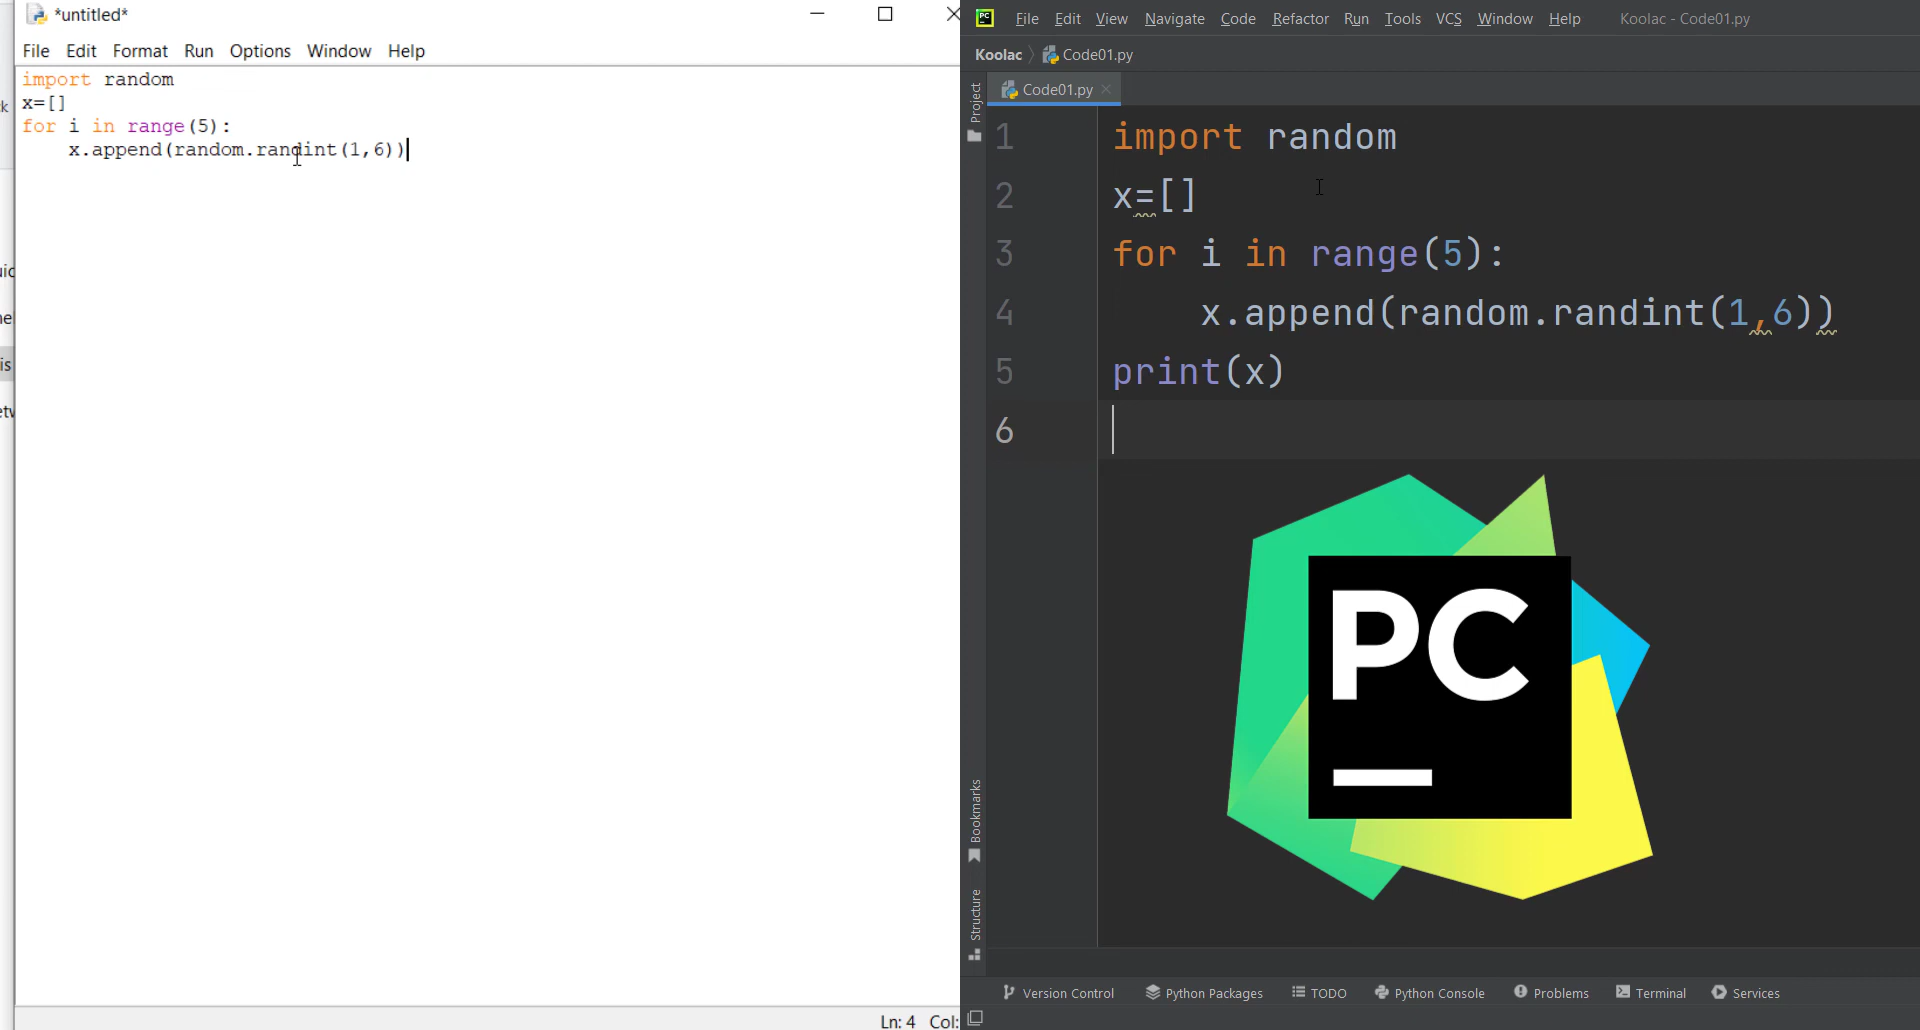 *untitled*
File Edit Format Run Options Window Help
import random
x=[]
for i in range(5):
    x.append(random.randint(1,6))
Ln: 4 Col:
PC File Edit View Navigate Code Refactor Run Tools VCS Window Help Koolac - Code01.py
Koolac Code01.py
Project
Code01.py
1 import random
2 x=[]
3 for i in range(5):
4     x.append(random.randint(1,6))
5 print(x)
6
PC
Bookmarks
Structure
Version Control Python Packages TODO Python Console Problems Terminal Services